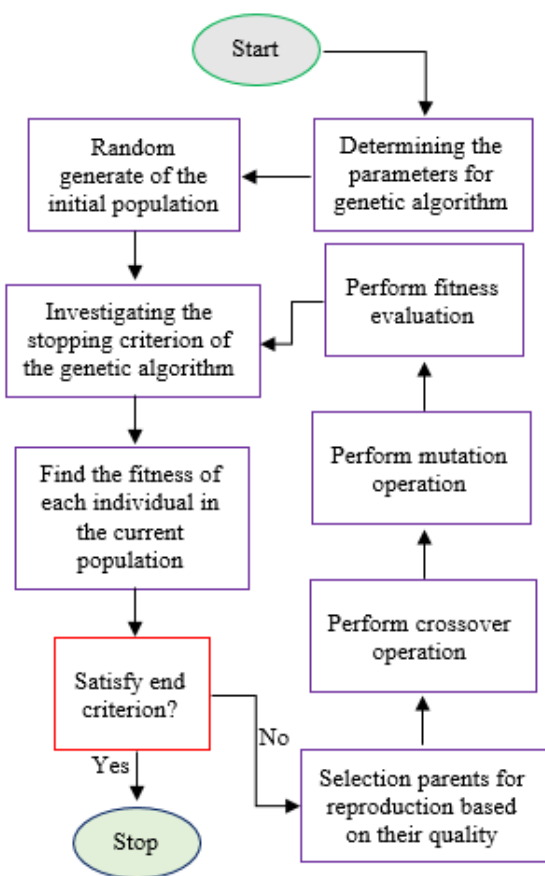 Start
Determining the
parameters for
genetic algorithm
Random
generate of the
initial population
Investigating the
stopping criterion of
the genetic algorithm
Find the fitness of
each individual in
the current
population
Satisfy end
criterion?
Yes
Stop
No
Selection parents for
reproduction based
on their quality
Perform crossover
operation
Perform mutation
operation
Perform fitness
evaluation